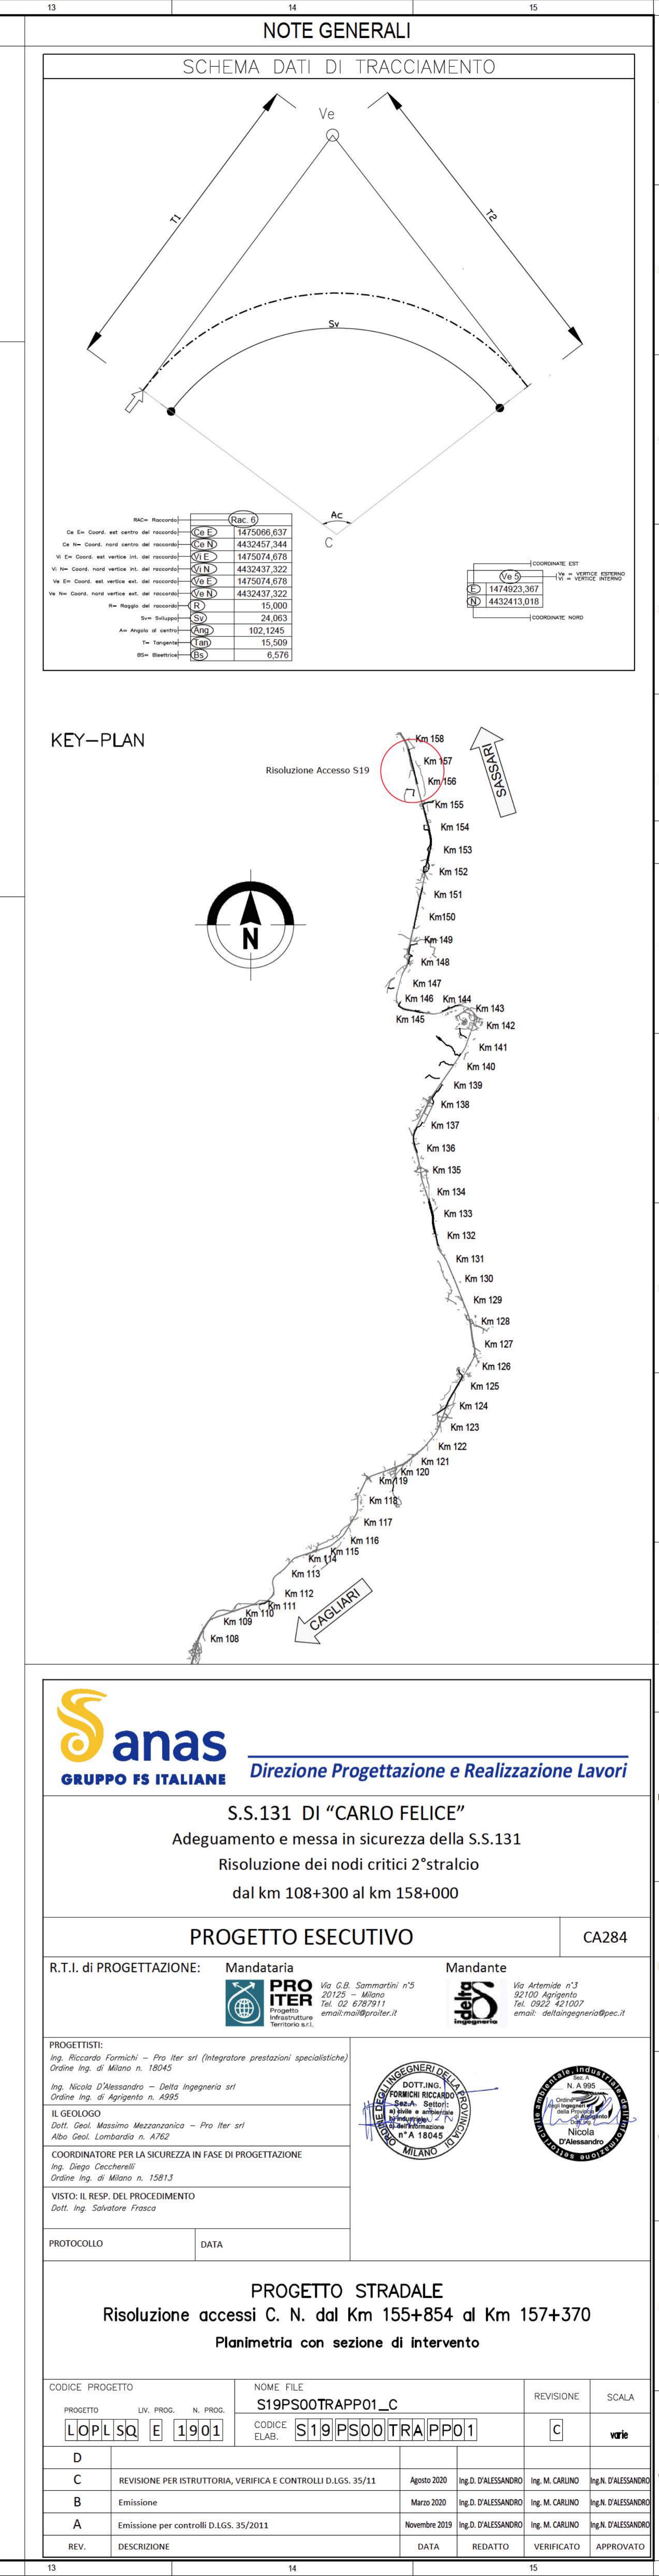 13 14 15
NOTE GENERALI
SCHEMA DATI DI TRACCIAMENTO
Ve
T1
T2
Sv
Ac
C
RAC= Raccordo Rac. 6
Ce E= Coord. est centro del raccordo Ce E 1475066,637
Ce N= Coord. nord centro del raccordo Ce N 4432457,344
Vi E= Coord. est vertice int. del raccordo Vi E 1475074,678
Vi N= Coord. nord vertice int. del raccordo Vi N 4432437,322
Ve E= Coord. est vertice ext. del raccordo Ve E 1475074,678
Ve N= Coord. nord vertice ext. del raccordo Ve N 4432437,322
R= Raggio del raccordo R 15,000
Sv= Sviluppo Sv 24,063
A= Angolo al centro Ang 102,1245
T= Tangente Tan 15,509
BS= Bisettrice Bs 6,576
COORDINATE EST
Ve 5
Ve = VERTICE ESTERNO
Vi = VERTICE INTERNO
E 1474923,367
N 4432413,018
COORDINATE NORD
KEY-PLAN
Risoluzione Accesso S19
SASSARI
N
Km 158
Km 157
Km 156
Km 155
Km 154
Km 153
Km 152
Km 151
Km150
Km 149
Km 148
Km 147
Km 146
Km 144
Km 143
Km 145
Km 142
Km 141
Km 140
Km 139
Km 138
Km 137
Km 136
Km 135
Km 134
Km 133
Km 132
Km 131
Km 130
Km 129
Km 128
Km 127
Km 126
Km 125
Km 124
Km 123
Km 122
Km 121
Km 120
Km 119
Km 118
Km 117
Km 116
Km 115
Km 114
Km 113
Km 112
Km 111
Km 110
Km 109
Km 108
CAGLIARI
anas
GRUPPO FS ITALIANE
Direzione Progettazione e Realizzazione Lavori
S.S.131 DI “CARLO FELICE”
Adeguamento e messa in sicurezza della S.S.131
Risoluzione dei nodi critici 2°stralcio
dal km 108+300 al km 158+000
PROGETTO ESECUTIVO
CA284
R.T.I. di PROGETTAZIONE:
Mandataria
Mandante
PRO
ITER
Progetto
Infrastrutture
Territorio s.r.l.
Via G.B. Sammartini n°5
20125 – Milano
Tel. 02 6787911
email:mail@proiter.it
delta
ingegneria
Via Artemide n°3
92100 Agrigento
Tel. 0922 421007
email: deltaingegneria@pec.it
PROGETTISTI:
Ing. Riccardo Formichi – Pro Iter srl (Integratore prestazioni specialistiche)
Ordine Ing. di Milano n. 18045
Ing. Nicola D'Alessandro – Delta Ingegneria srl
Ordine Ing. di Agrigento n. A995
IL GEOLOGO
Dott. Geol. Massimo Mezzanzanica – Pro Iter srl
Albo Geol. Lombardia n. A762
COORDINATORE PER LA SICUREZZA IN FASE DI PROGETTAZIONE
Ing. Diego Ceccherelli
Ordine Ing. di Milano n. 15813
VISTO: IL RESP. DEL PROCEDIMENTO
Dott. Ing. Salvatore Frasca
PROTOCOLLO
DATA
ORDINE DEGLI INGEGNERI DELLA PROVINCIA DI MILANO
DOTT.ING.
FORMICHI RICCARDO
Sez.A Settori:
a) civile e ambientale
b) industriale
c) dell'informazione
n° A 18045
Sez. A
N. A 995
Ordine
degli Ingegneri
della Provincia
di Agrigento
Nicola
D'Alessandro
PROGETTO STRADALE
Risoluzione accessi C. N. dal Km 155+854 al Km 157+370
Planimetria con sezione di intervento
CODICE PROGETTO
PROGETTO LIV. PROG. N. PROG.
LOPLSQ E 1901
NOME FILE
S19PS00TRAPP01_C
CODICE
ELAB.
S19PS00TRAPP01
REVISIONE
C
SCALA
varie
D
C REVISIONE PER ISTRUTTORIA, VERIFICA E CONTROLLI D.LGS. 35/11 Agosto 2020 Ing.D. D'ALESSANDRO Ing. M. CARLINO Ing.N. D'ALESSANDRO
B Emissione Marzo 2020 Ing.D. D'ALESSANDRO Ing. M. CARLINO Ing.N. D'ALESSANDRO
A Emissione per controlli D.LGS. 35/2011 Novembre 2019 Ing.D. D'ALESSANDRO Ing. M. CARLINO Ing.N. D'ALESSANDRO
REV. DESCRIZIONE DATA REDATTO VERIFICATO APPROVATO
13 14 15